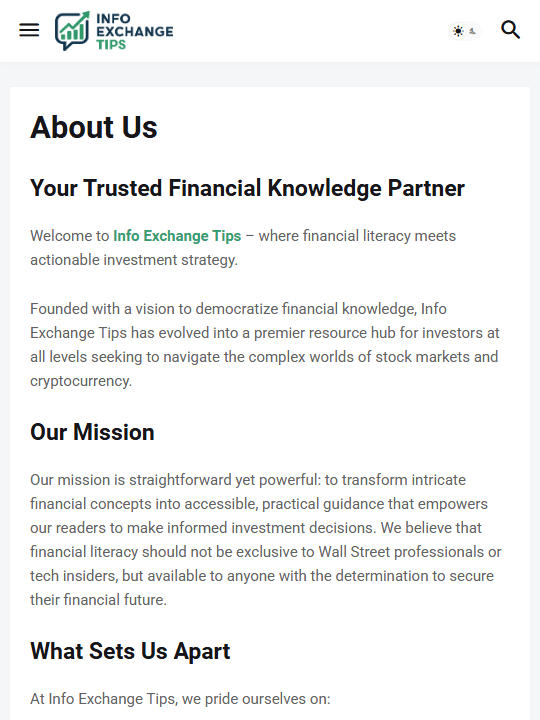 INFO
EXCHANGE
TIPS
About Us
Your Trusted Financial Knowledge Partner
Welcome to Info Exchange Tips – where financial literacy meets
actionable investment strategy.
Founded with a vision to democratize financial knowledge, Info
Exchange Tips has evolved into a premier resource hub for investors at
all levels seeking to navigate the complex worlds of stock markets and
cryptocurrency.
Our Mission
Our mission is straightforward yet powerful: to transform intricate
financial concepts into accessible, practical guidance that empowers
our readers to make informed investment decisions. We believe that
financial literacy should not be exclusive to Wall Street professionals or
tech insiders, but available to anyone with the determination to secure
their financial future.
What Sets Us Apart
At Info Exchange Tips, we pride ourselves on: